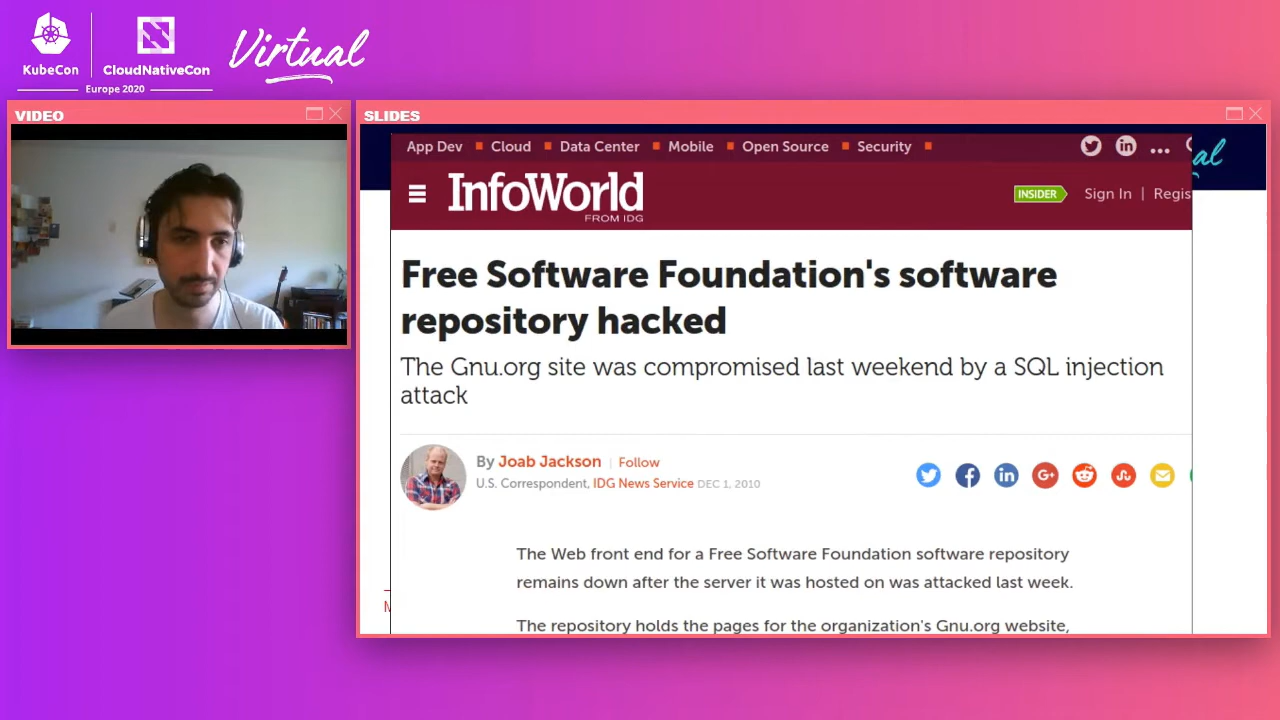 KubeCon
CloudNativeCon
Europe 2020
Virtual
VIDEO
SLIDES
al
App Dev Cloud Data Center Mobile Open Source Security
InfoWorld
FROM IDG
INSIDER Sign In | Regis
Free Software Foundation's software
repository hacked
The Gnu.org site was compromised last weekend by a SQL injection
attack
By Joab Jackson | Follow
U.S. Correspondent, IDG News Service DEC 1, 2010
The Web front end for a Free Software Foundation software repository
remains down after the server it was hosted on was attacked last week.
M
The repository holds the pages for the organization's Gnu.org website,